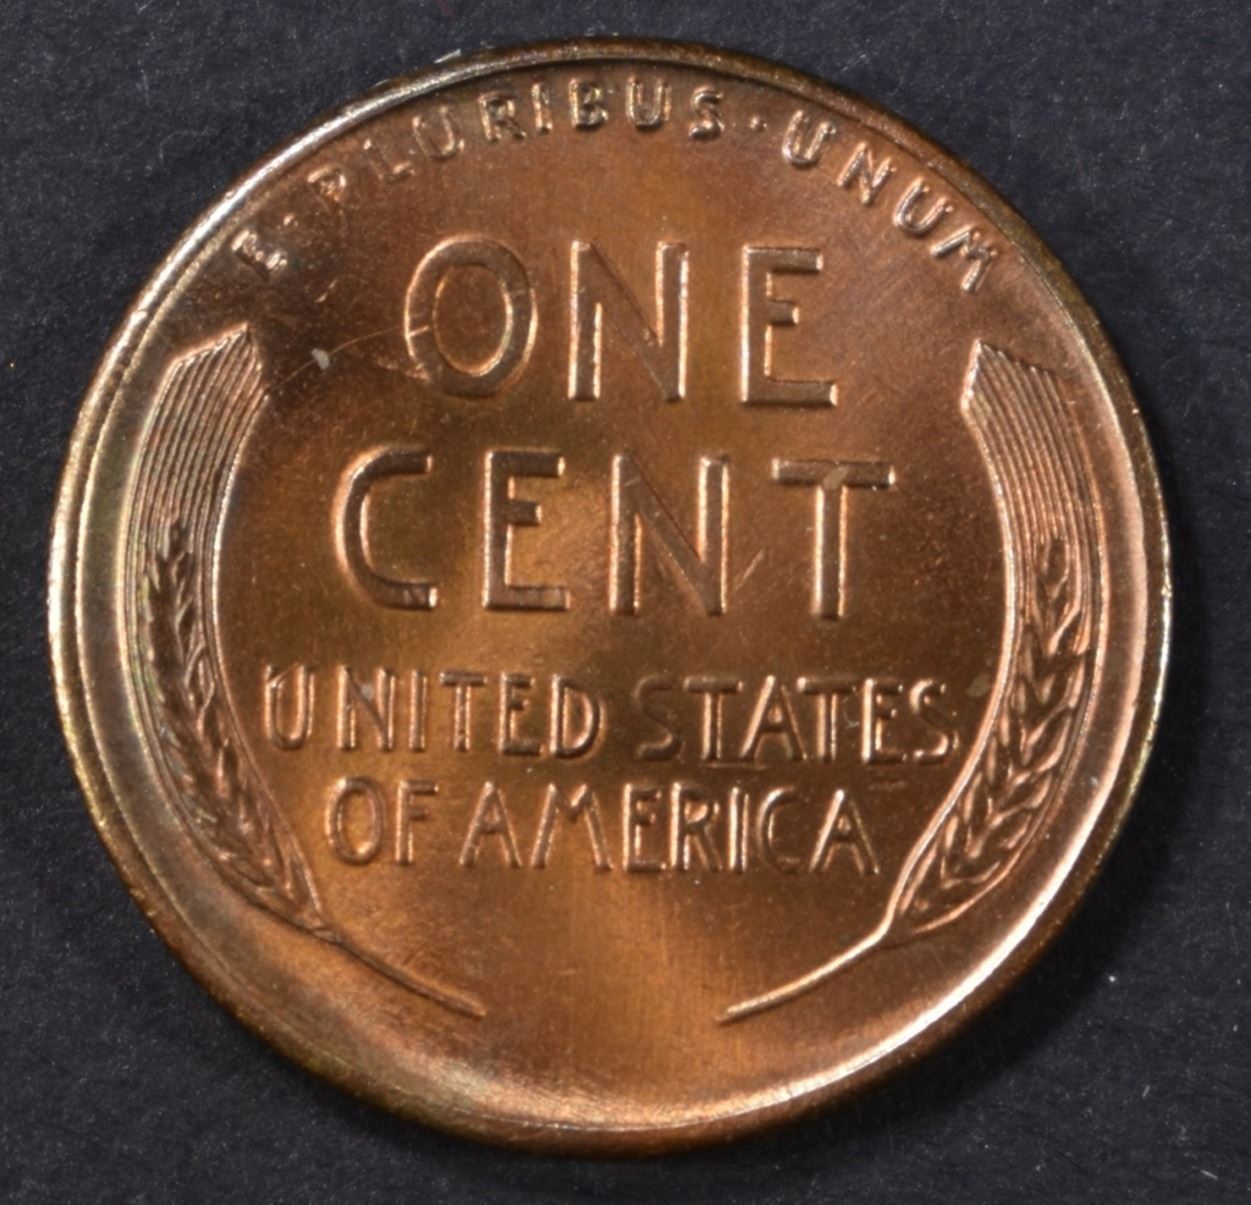 E·PLURIBUS·UNUM
ONE
CENT
UNITED STATES
OF AMERICA